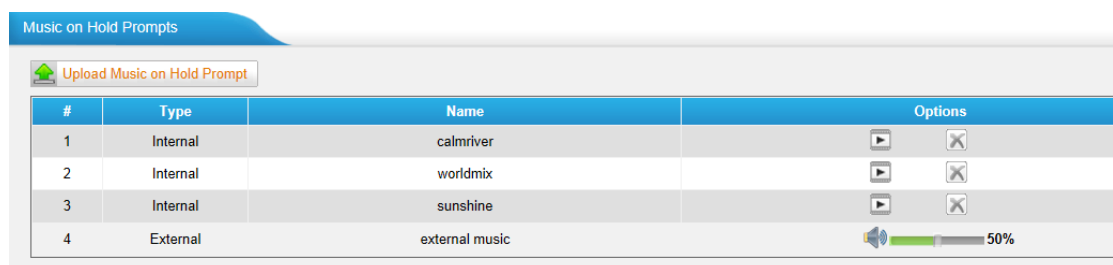 Music on Hold Prompts
Upload Music on Hold Prompt
# Type Name Options
1 Internal calmriver
2 Internal worldmix
3 Internal sunshine
4 External external music 50%